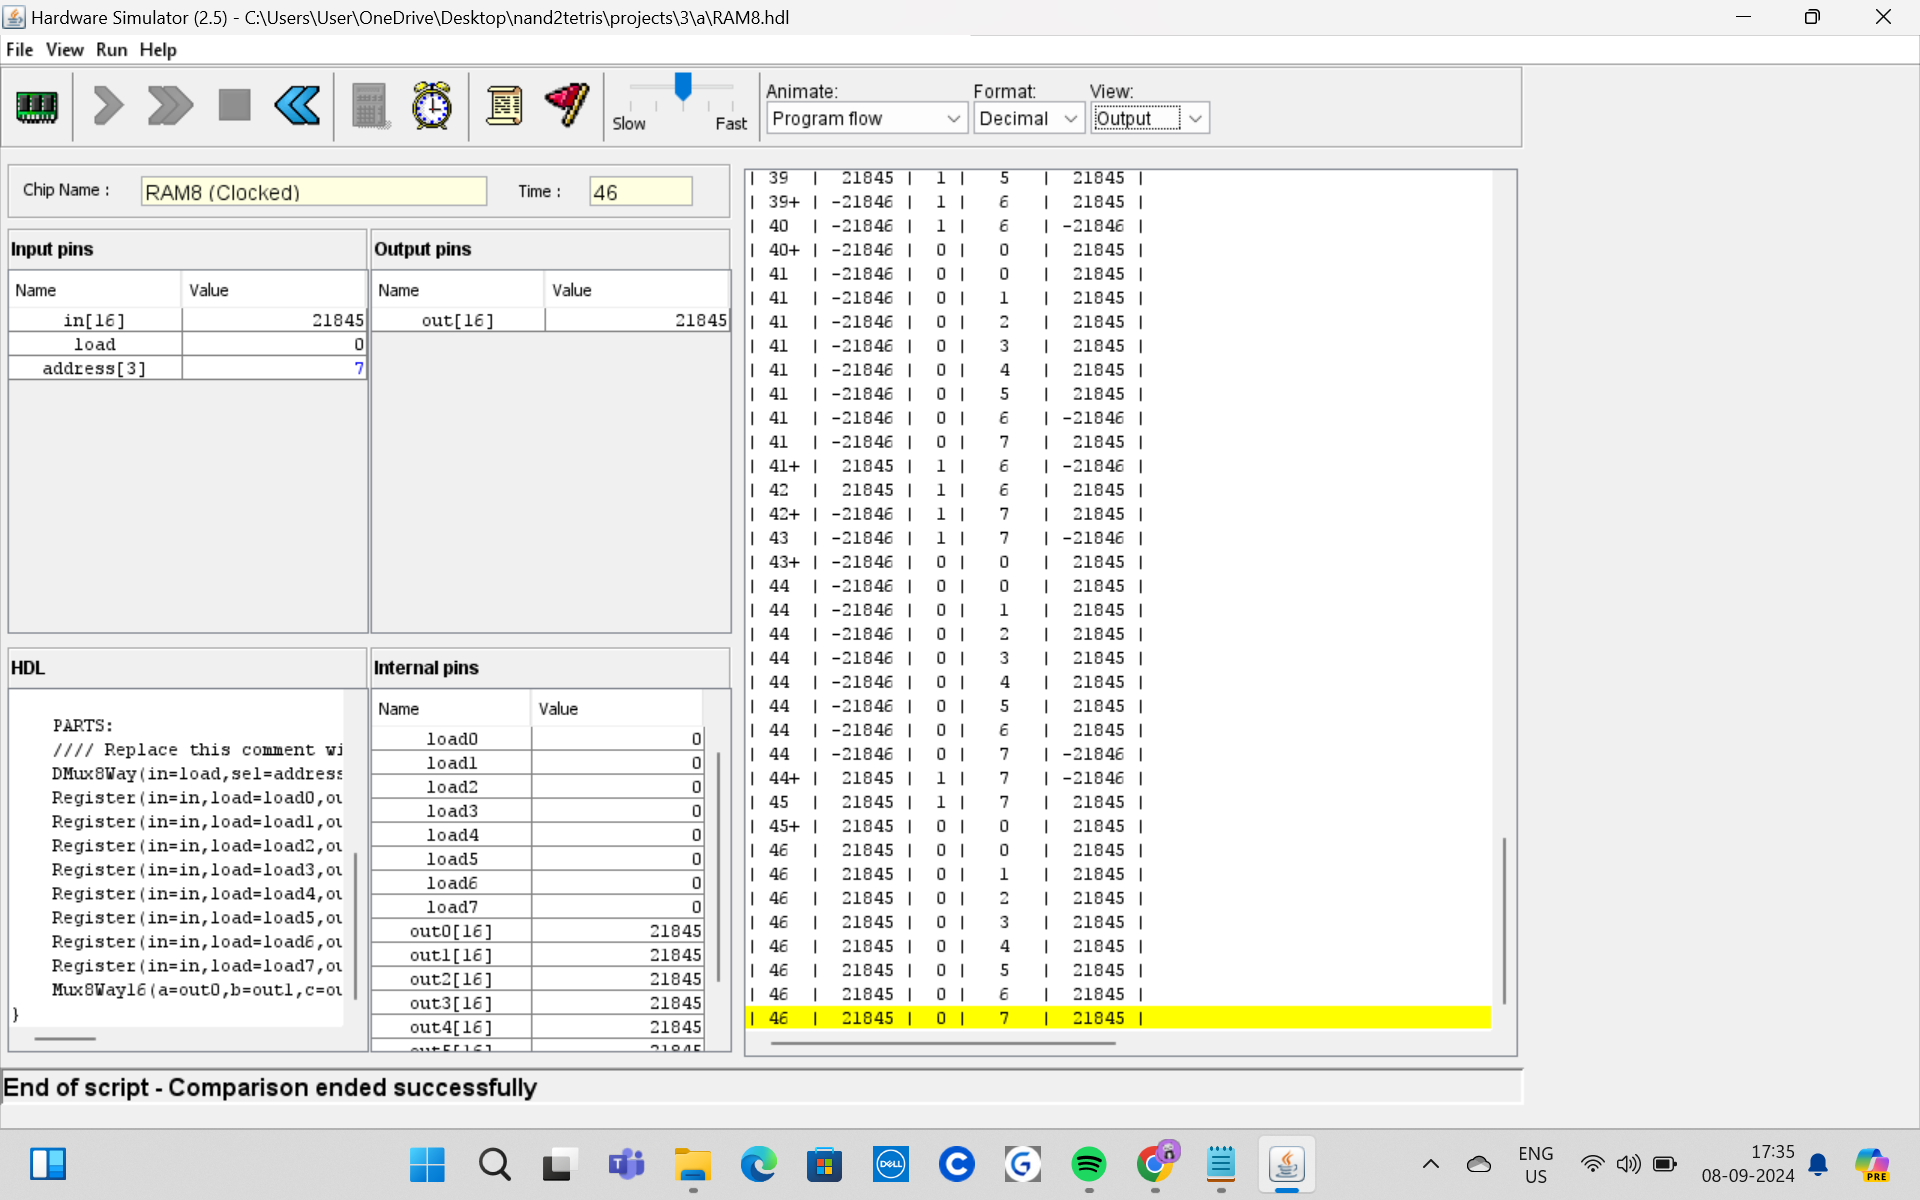 Hardware Simulator (2.5) - C:\Users\User\OneDrive\Desktop\nand2tetris\projects\3\a\RAM8.hdl
File View Run Help
Slow Fast
Animate: Format: View:
Program flow Decimal Output
Chip Name : RAM8 (Clocked) Time : 46
Input pins
Name Value
in[16] 21845
load 0
address[3] 7
Output pins
Name Value
out[16] 21845
HDL
PARTS:
//// Replace this comment wi
DMux8Way(in=load,sel=address
Register(in=in,load=load0,ou
Register(in=in,load=load1,ou
Register(in=in,load=load2,ou
Register(in=in,load=load3,ou
Register(in=in,load=load4,ou
Register(in=in,load=load5,ou
Register(in=in,load=load6,ou
Register(in=in,load=load7,ou
Mux8Way16(a=out0,b=out1,c=ou
}
Internal pins
Name Value
load0 0
load1 0
load2 0
load3 0
load4 0
load5 0
load6 0
load7 0
out0[16] 21845
out1[16] 21845
out2[16] 21845
out3[16] 21845
out4[16] 21845
out5[16] 21845
| 39 | 21845 | 1 | 5 | 21845 |
| 39+ | -21846 | 1 | 6 | 21845 |
| 40 | -21846 | 1 | 6 | -21846 |
| 40+ | -21846 | 0 | 0 | 21845 |
| 41 | -21846 | 0 | 0 | 21845 |
| 41 | -21846 | 0 | 1 | 21845 |
| 41 | -21846 | 0 | 2 | 21845 |
| 41 | -21846 | 0 | 3 | 21845 |
| 41 | -21846 | 0 | 4 | 21845 |
| 41 | -21846 | 0 | 5 | 21845 |
| 41 | -21846 | 0 | 6 | -21846 |
| 41 | -21846 | 0 | 7 | 21845 |
| 41+ | 21845 | 1 | 6 | -21846 |
| 42 | 21845 | 1 | 6 | 21845 |
| 42+ | -21846 | 1 | 7 | 21845 |
| 43 | -21846 | 1 | 7 | -21846 |
| 43+ | -21846 | 0 | 0 | 21845 |
| 44 | -21846 | 0 | 0 | 21845 |
| 44 | -21846 | 0 | 1 | 21845 |
| 44 | -21846 | 0 | 2 | 21845 |
| 44 | -21846 | 0 | 3 | 21845 |
| 44 | -21846 | 0 | 4 | 21845 |
| 44 | -21846 | 0 | 5 | 21845 |
| 44 | -21846 | 0 | 6 | 21845 |
| 44 | -21846 | 0 | 7 | -21846 |
| 44+ | 21845 | 1 | 7 | -21846 |
| 45 | 21845 | 1 | 7 | 21845 |
| 45+ | 21845 | 0 | 0 | 21845 |
| 46 | 21845 | 0 | 0 | 21845 |
| 46 | 21845 | 0 | 1 | 21845 |
| 46 | 21845 | 0 | 2 | 21845 |
| 46 | 21845 | 0 | 3 | 21845 |
| 46 | 21845 | 0 | 4 | 21845 |
| 46 | 21845 | 0 | 5 | 21845 |
| 46 | 21845 | 0 | 6 | 21845 |
| 46 | 21845 | 0 | 7 | 21845 |
End of script - Comparison ended successfully
DELL
ENG
US
17:35
08-09-2024
PRE